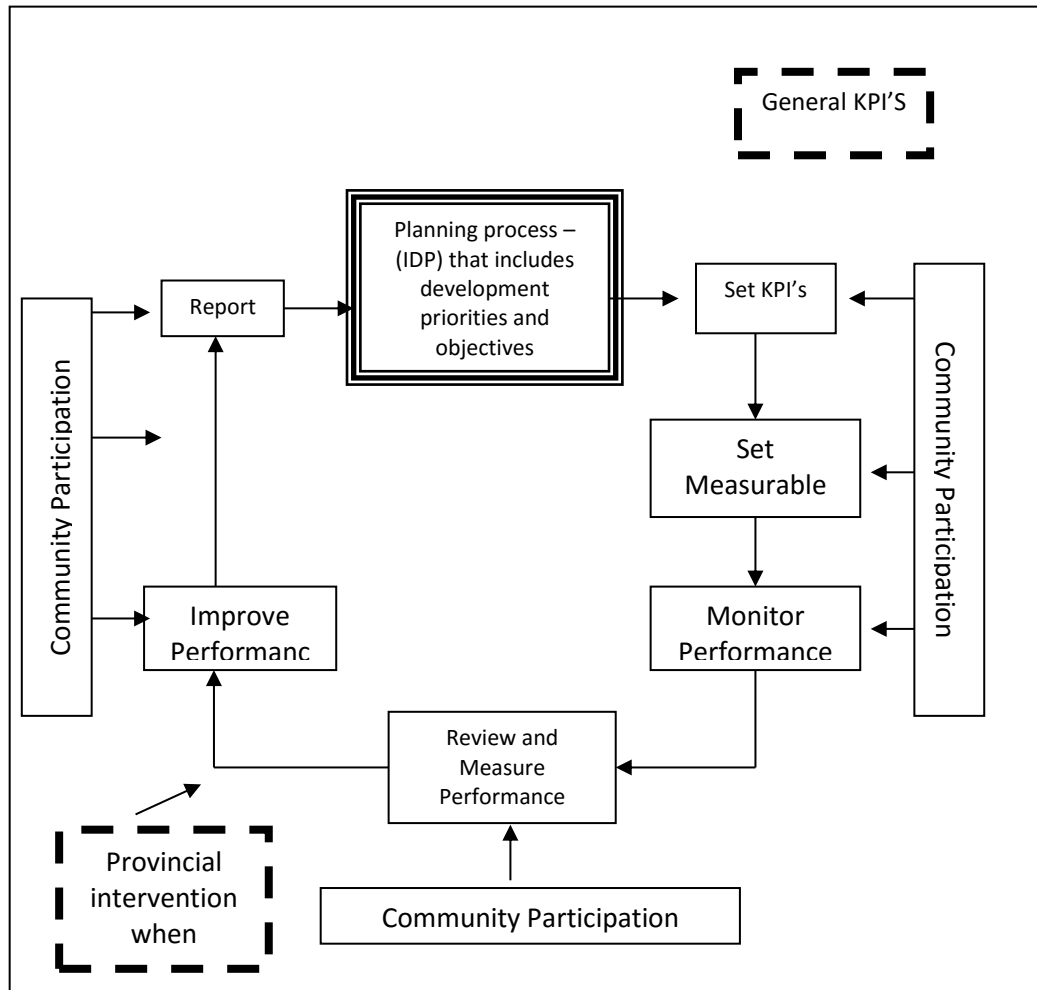 General KPI’S
Planning process –
(IDP) that includes
development
priorities and
objectives
Report
Set KPI’s
Community Participation
Community Participation
Set
Measurable
Improve
Performanc
Monitor
Performance
Review and
Measure
Performance
Provincial
intervention
when
Community Participation